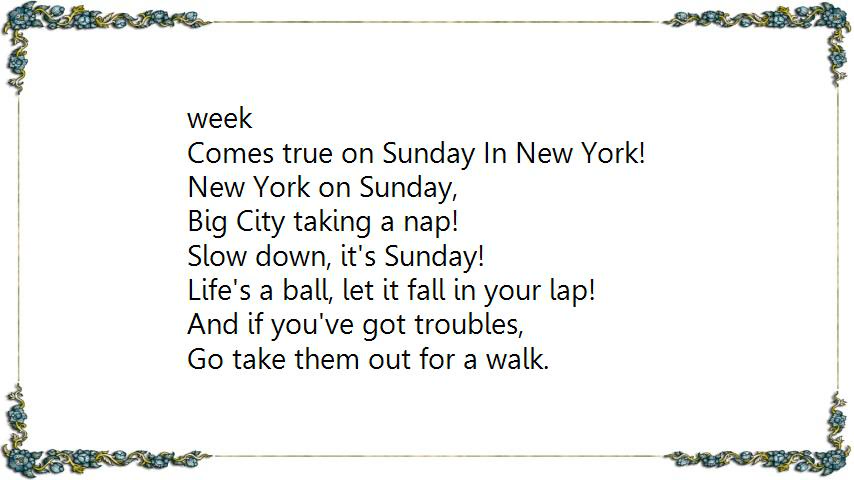 week
Comes true on Sunday In New York!
New York on Sunday,
Big City taking a nap!
Slow down, it's Sunday!
Life's a ball, let it fall in your lap!
And if you've got troubles,
Go take them out for a walk.